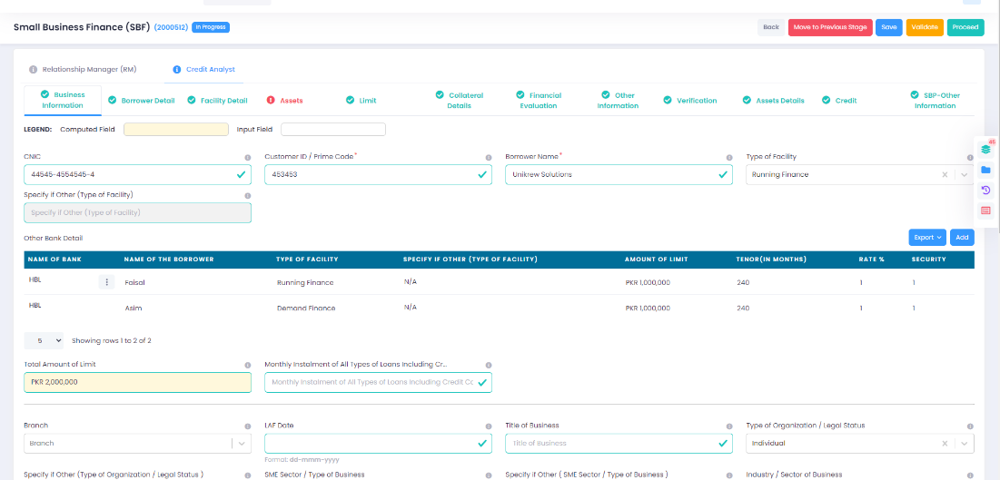 Small Business Finance (SBF) (2000512) In Progress Back Move to Previous Stage Save Validate Proceed
Relationship Manager (RM) Credit Analyst
Business Information Borrower Detail Facility Detail Assets Limit Collateral Details Financial Evaluation Other Information Verification Assets Details Credit SBP-Other Information
LEGEND: Computed Field Input Field
CNIC Customer ID / Prime Code* Borrower Name* Type of Facility
44545-4554545-4 453453 Unikrew Solutions Running Finance
45
Specify if Other (Type of Facility)
Specify if Other (Type of Facility)
Other Bank Detail Export Add
NAME OF BANK NAME OF THE BORROWER TYPE OF FACILITY SPECIFY IF OTHER (TYPE OF FACILITY) AMOUNT OF LIMIT TENOR(IN MONTHS) RATE % SECURITY
HBL Faisal Running Finance N/A PKR 1,000,000 240 1 1
HBL Asim Demand Finance N/A PKR 1,000,000 240 1 1
5 Showing rows 1 to 2 of 2
Total Amount of Limit Monthly Instalment of All Types of Loans Including Cr...
PKR 2,000,000 Monthly Instalment of All Types of Loans Including Credit Cc
Branch LAF Date Title of Business Type of Organization / Legal Status
Branch Title of Business Individual
Format: dd-mmm-yyyy
Specify if Other (Type of Organization / Legal Status ) SME Sector / Type of Business Specify if Other ( SME Sector / Type of Business ) Industry / Sector of Business